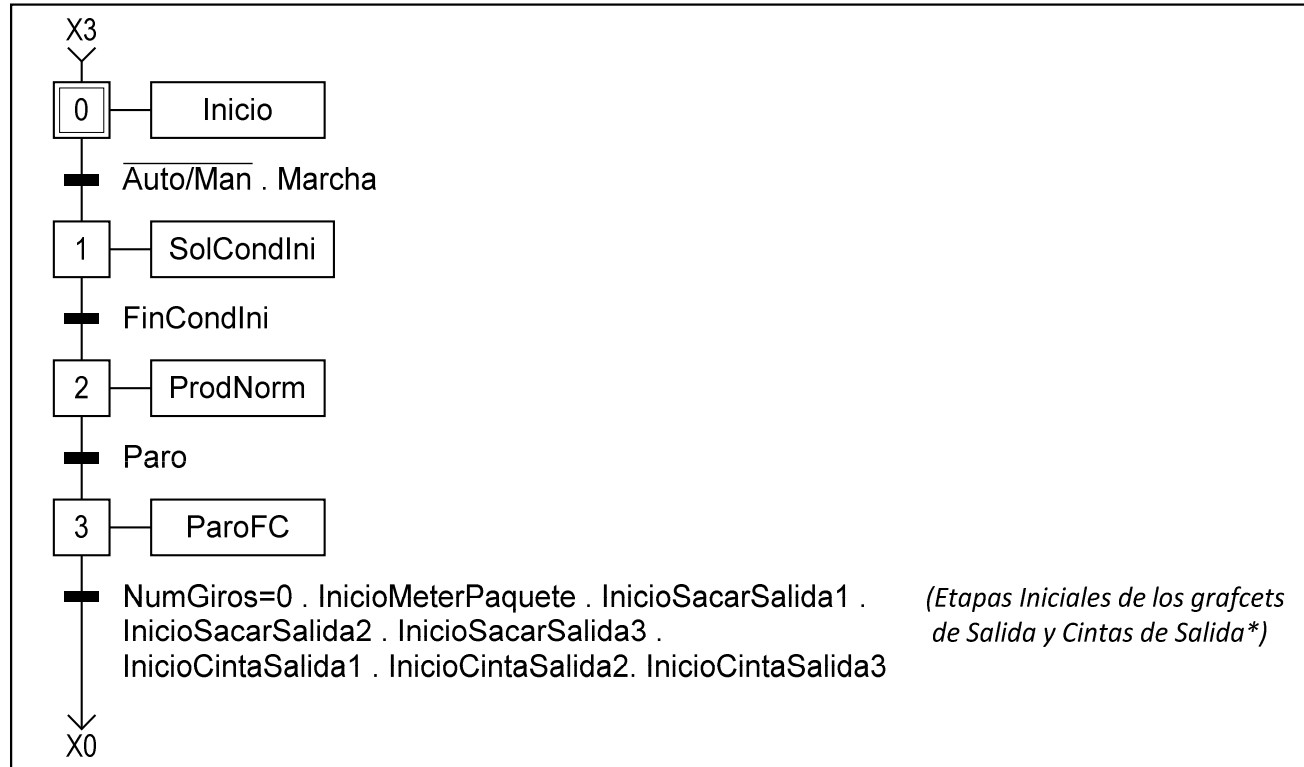 X3
0 Inicio
Auto/Man . Marcha
1 SolCondIni
FinCondIni
2 ProdNorm
Paro
3 ParoFC
NumGiros=0 . InicioMeterPaquete . InicioSacarSalida1 .
InicioSacarSalida2 . InicioSacarSalida3 .
InicioCintaSalida1 . InicioCintaSalida2. InicioCintaSalida3
(Etapas Iniciales de los grafcets
de Salida y Cintas de Salida*)
X0